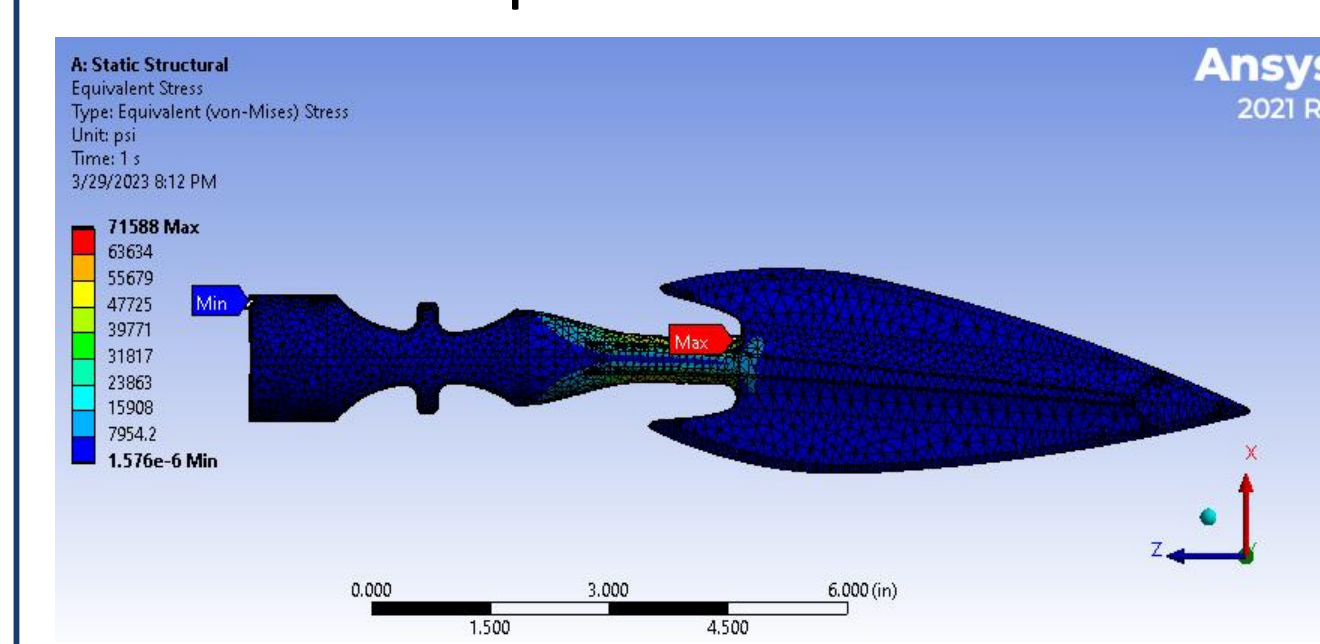 A: Static Structural
Equivalent Stress
Type: Equivalent (von-Mises) Stress
Unit: psi
Time: 1 s
3/29/2023 8:12 PM
71588 Max
63634
55679
47725
39771
31817
23863
15908
7954.2
1.576e-6 Min
Min
Max
Ansys
2021 R
X
Z
0.000 3.000 6.000 (in)
1.500 4.500